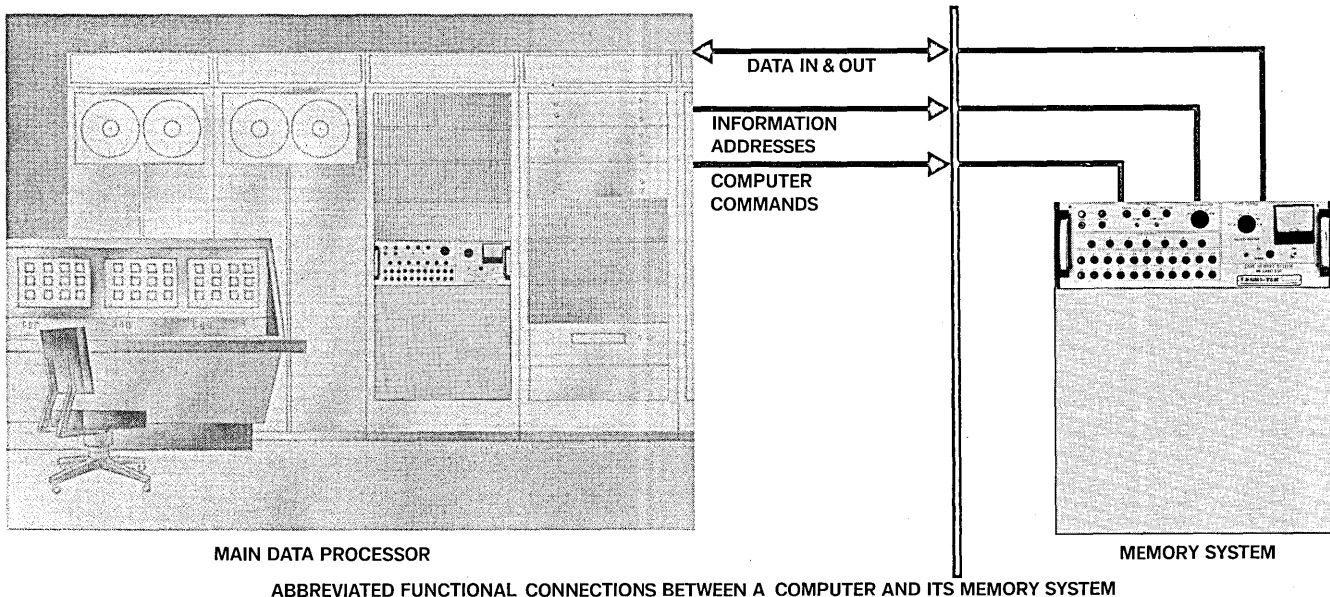 DATA IN & OUT
INFORMATION
ADDRESSES
COMPUTER
COMMANDS
MAIN DATA PROCESSOR
MEMORY SYSTEM
ABBREVIATED FUNCTIONAL CONNECTIONS BETWEEN A COMPUTER AND ITS MEMORY SYSTEM